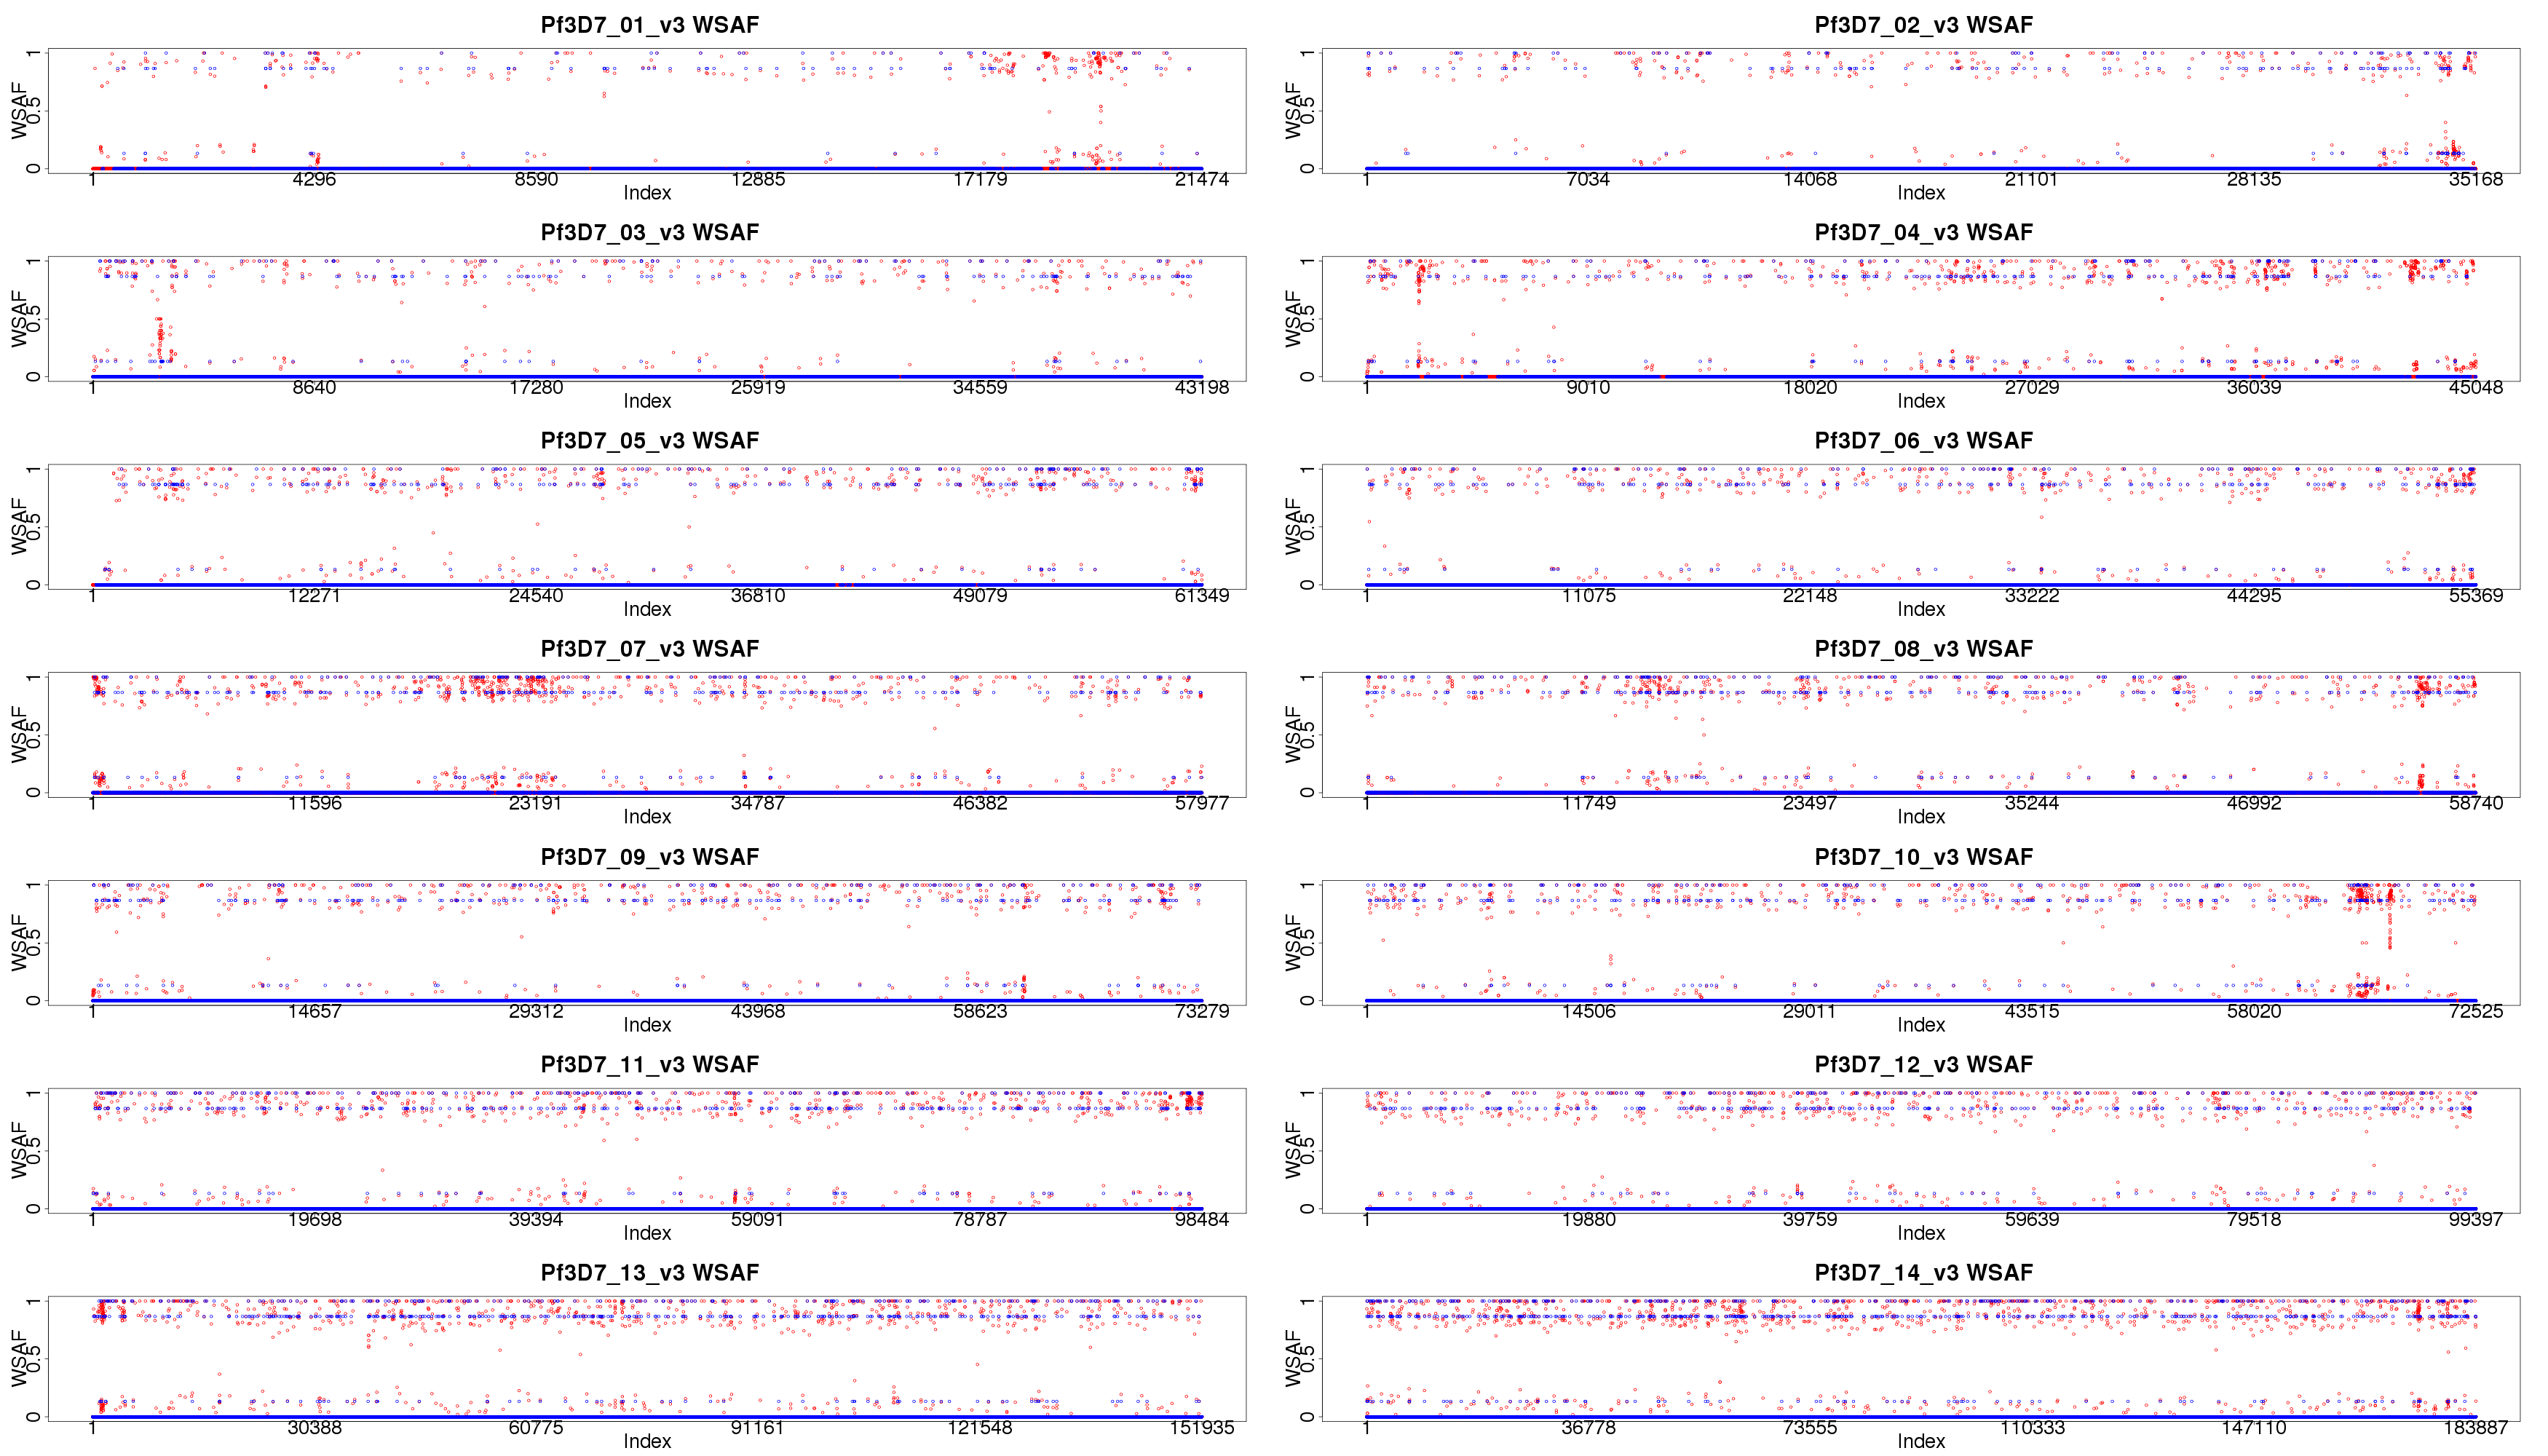 Pf3D7_01_v3 WSAF
WSAF
0 0.5 1
1 4296 8590 12885 17179 21474
Index
Pf3D7_02_v3 WSAF
WSAF
0 0.5 1
1 7034 14068 21101 28135 35168
Index
Pf3D7_03_v3 WSAF
WSAF
0 0.5 1
1 8640 17280 25919 34559 43198
Index
Pf3D7_04_v3 WSAF
WSAF
0 0.5 1
1 9010 18020 27029 36039 45048
Index
Pf3D7_05_v3 WSAF
WSAF
0 0.5 1
1 12271 24540 36810 49079 61349
Index
Pf3D7_06_v3 WSAF
WSAF
0 0.5 1
1 11075 22148 33222 44295 55369
Index
Pf3D7_07_v3 WSAF
WSAF
0 0.5 1
1 11596 23191 34787 46382 57977
Index
Pf3D7_08_v3 WSAF
WSAF
0 0.5 1
1 11749 23497 35244 46992 58740
Index
Pf3D7_09_v3 WSAF
WSAF
0 0.5 1
1 14657 29312 43968 58623 73279
Index
Pf3D7_10_v3 WSAF
WSAF
0 0.5 1
1 14506 29011 43515 58020 72525
Index
Pf3D7_11_v3 WSAF
WSAF
0 0.5 1
1 19698 39394 59091 78787 98484
Index
Pf3D7_12_v3 WSAF
WSAF
0 0.5 1
1 19880 39759 59639 79518 99397
Index
Pf3D7_13_v3 WSAF
WSAF
0 0.5 1
1 30388 60775 91161 121548 151935
Index
Pf3D7_14_v3 WSAF
WSAF
0 0.5 1
1 36778 73555 110333 147110 183887
Index